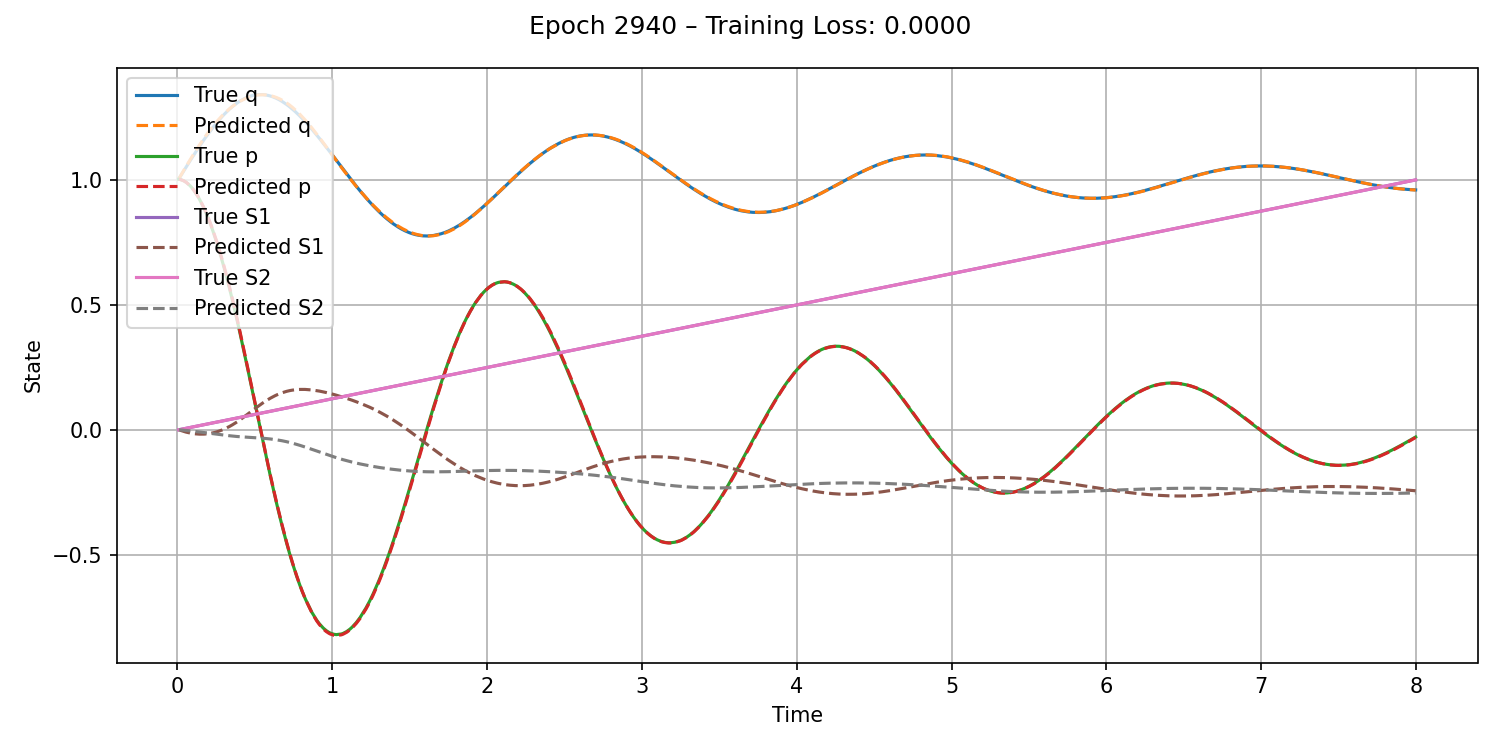 Epoch 2940 – Training Loss: 0.0000
True q
Predicted q
True p
Predicted p
True S1
Predicted S1
True S2
Predicted S2
State
1.0
0.5
0.0
−0.5
0 1 2 3 4 5 6 7 8
Time